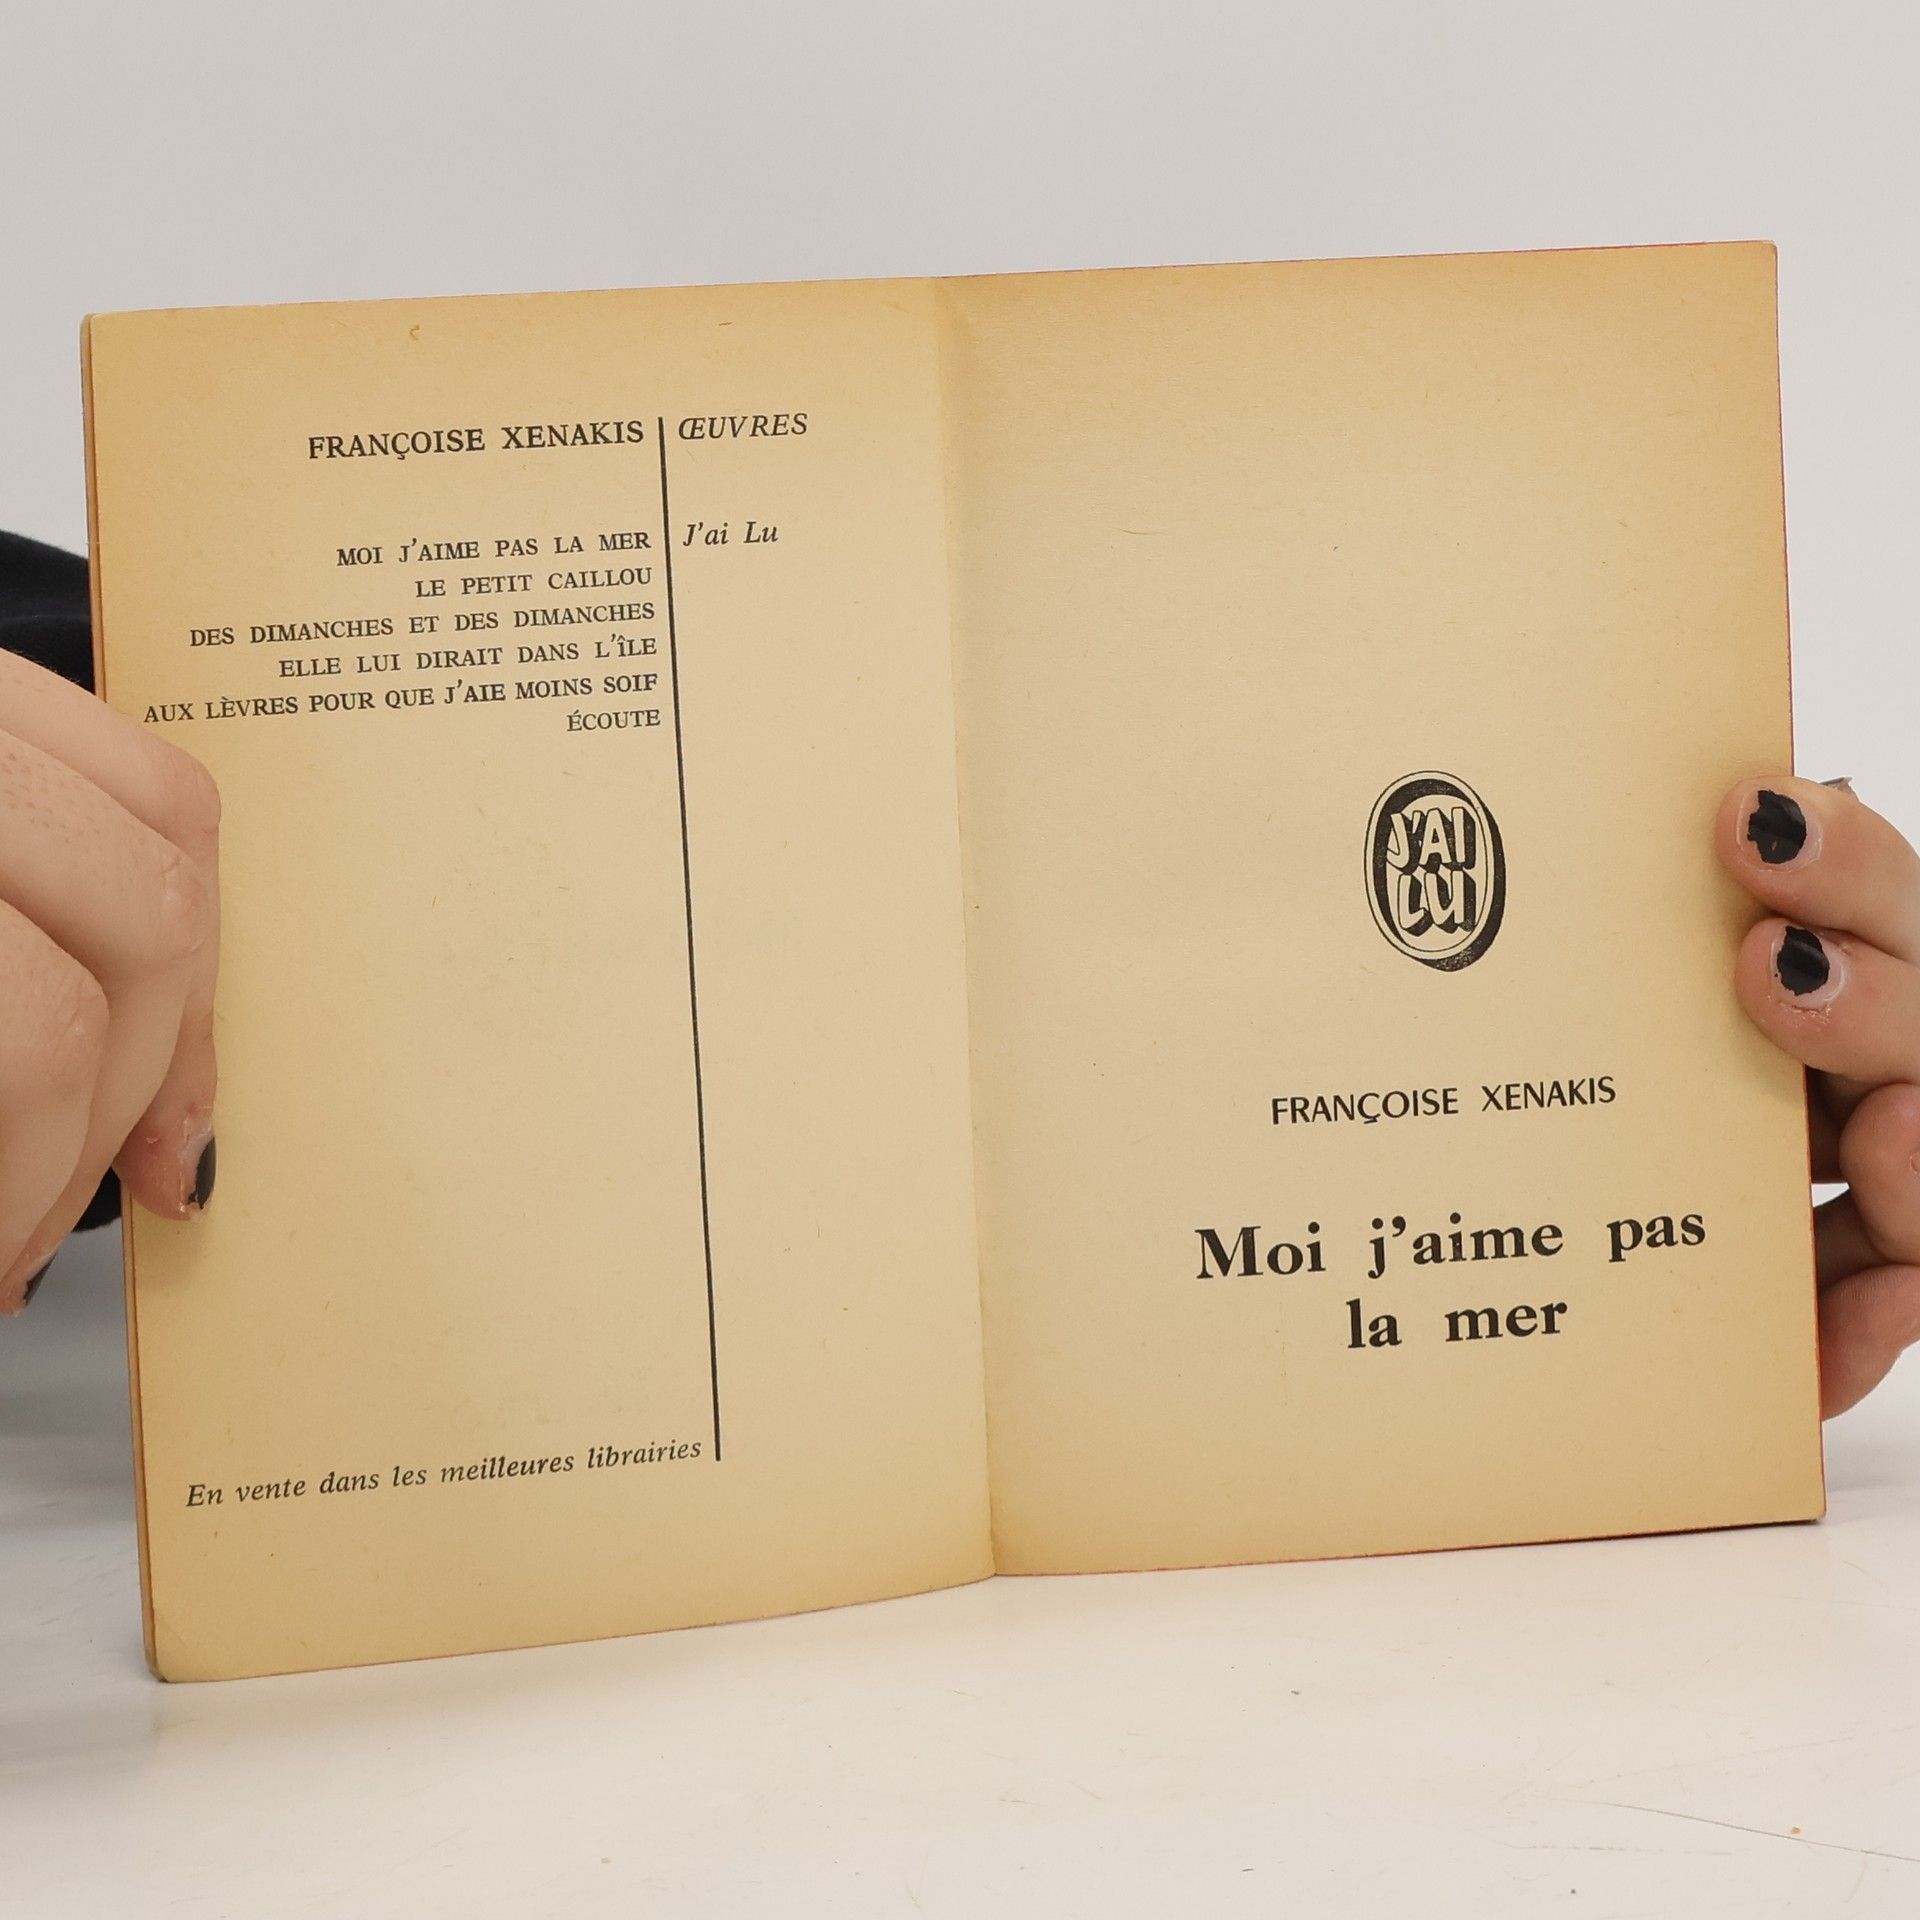 FRANÇOISE XENAKIS ŒUVRES
MOI J'AIME PAS LA MER J'ai Lu
LE PETIT CAILLOU
DES DIMANCHES ET DES DIMANCHES
ELLE LUI DIRAIT DANS L'ÎLE
AUX LÈVRES POUR QUE J'AIE MOINS SOIF
ÉCOUTE
En vente dans les meilleures librairies
J'AI
LU
FRANÇOISE XENAKIS
Moi j'aime pas
la mer